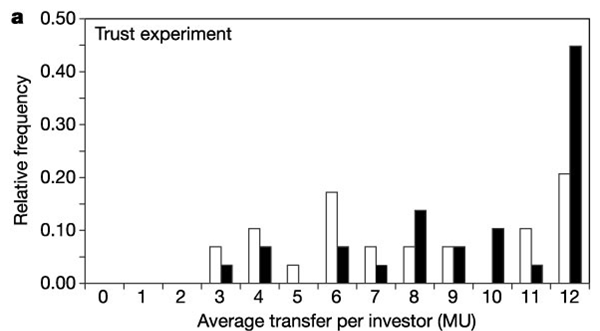 a
Trust experiment
Relative frequency
0.50
0.40
0.30
0.20
0.10
0.00
0 1 2 3 4 5 6 7 8 9 10 11 12
Average transfer per investor (MU)